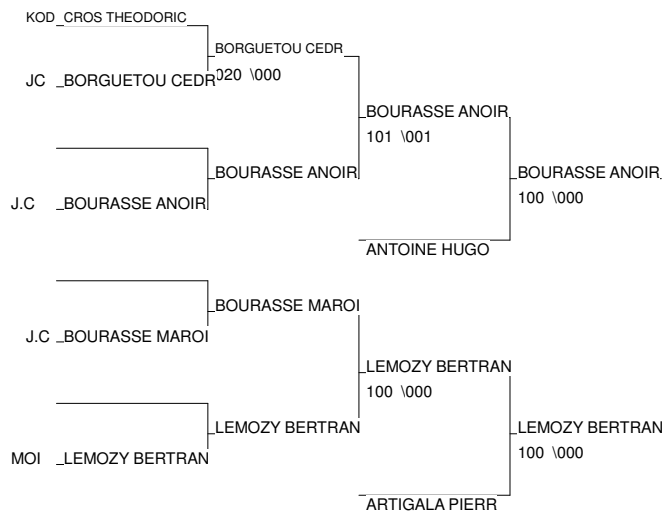 KOD CROS THEODORIC
BORGUETOU CEDR
JC BORGUETOU CEDR 020 \000
BOURASSE ANOIR
101 \001
BOURASSE ANOIR
BOURASSE ANOIR
100 \000
J.C BOURASSE ANOIR
ANTOINE HUGO
BOURASSE MAROI
J.C BOURASSE MAROI
LEMOZY BERTRAN
100 \000
LEMOZY BERTRAN
LEMOZY BERTRAN
100 \000
MOI LEMOZY BERTRAN
ARTIGALA PIERR